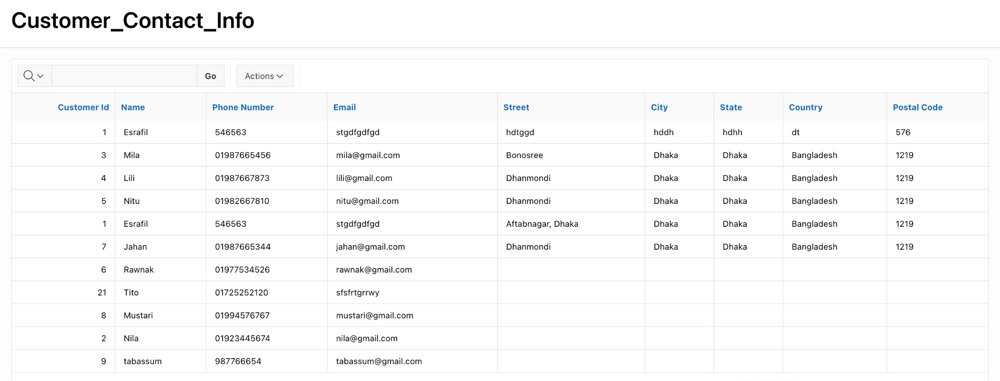 Customer_Contact_Info
Go Actions
Customer Id Name Phone Number Email Street City State Country Postal Code
1 Esrafil 546563 stgdfgdfgd hdtggd hddh hdhh dt 576
3 Mila 01987665456 mila@gmail.com Bonosree Dhaka Dhaka Bangladesh 1219
4 Lili 01987667873 lili@gmail.com Dhanmondi Dhaka Dhaka Bangladesh 1219
5 Nitu 01982667810 nitu@gmail.com Dhanmondi Dhaka Dhaka Bangladesh 1219
1 Esrafil 546563 stgdfgdfgd Aftabnagar, Dhaka Dhaka Dhaka Bangladesh 1219
7 Jahan 01987665344 jahan@gmail.com Dhanmondi Dhaka Dhaka Bangladesh 1219
6 Rawnak 01977534526 rawnak@gmail.com
21 Tito 01725252120 sfsfrtgrrwy
8 Mustari 01994576767 mustari@gmail.com
2 Nila 01923445674 nila@gmail.com
9 tabassum 987766654 tabassum@gmail.com